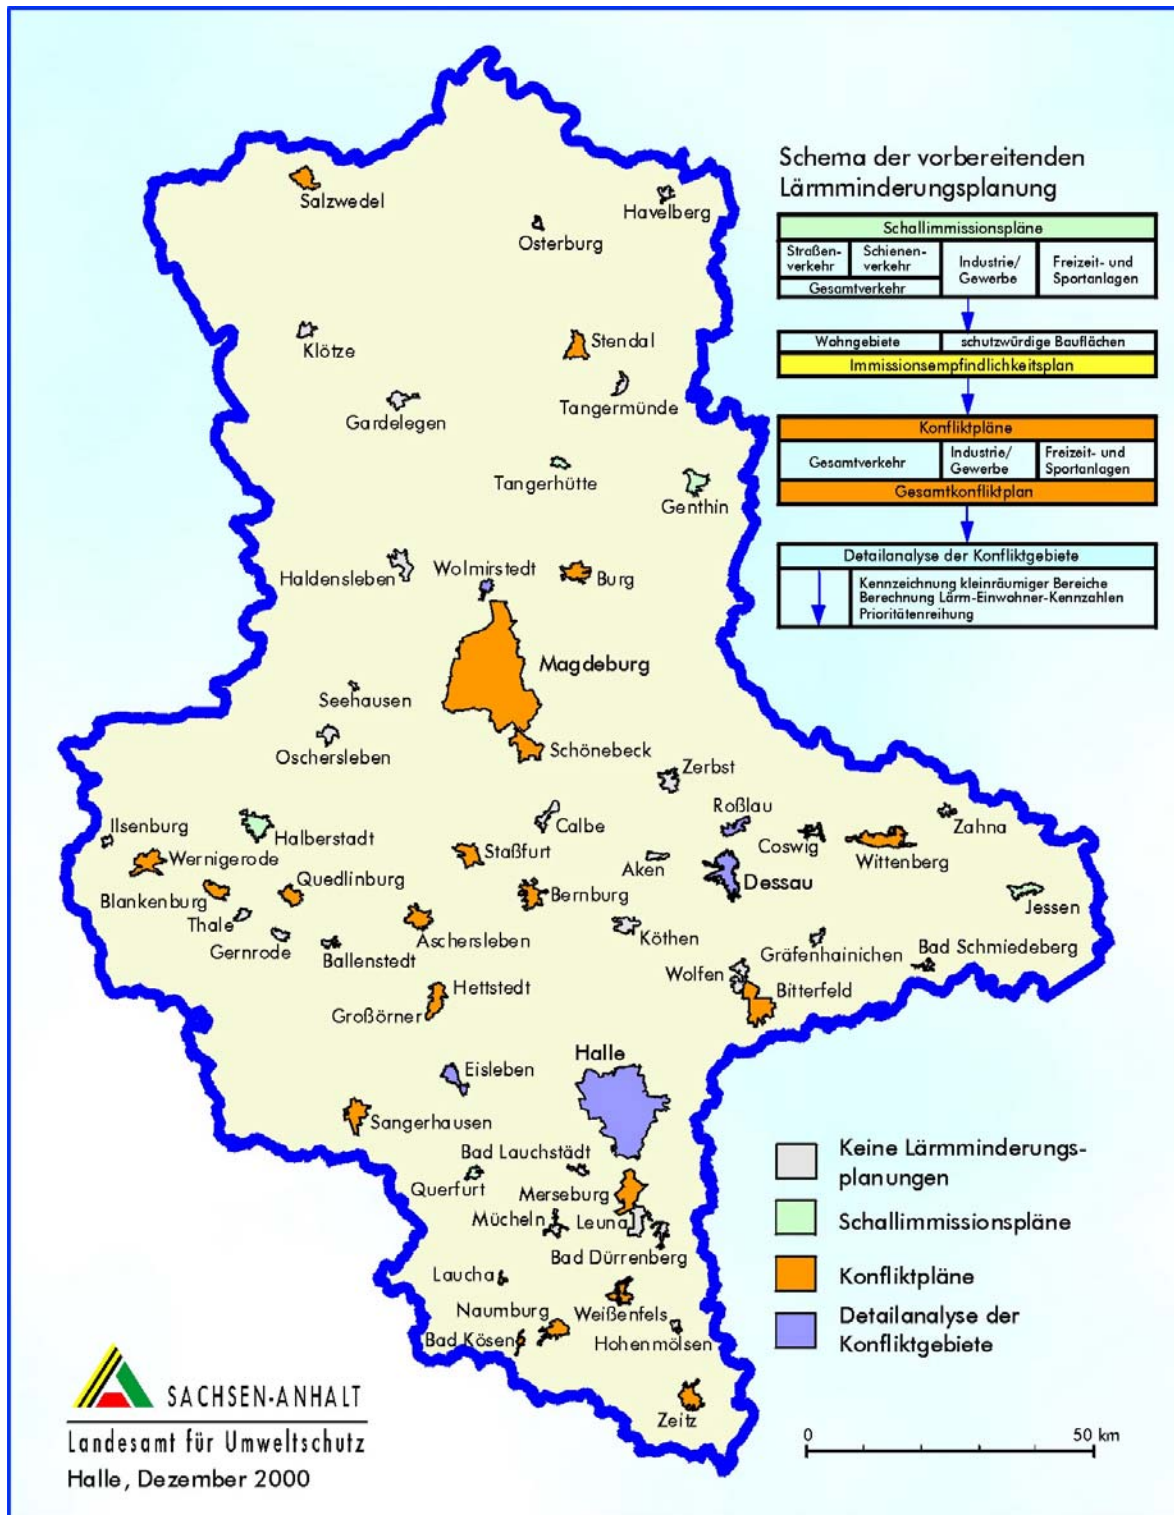 Schema der vorbereitenden
Lärmminderungsplanung
Schallimmissionspläne
Straßen-
verkehr
Schienen-
verkehr
Gesamtverkehr
Industrie/
Gewerbe
Freizeit- und
Sportanlagen
Wohngebiete
schutzwürdige Bauflächen
Immissionsempfindlichkeitsplan
Konfliktpläne
Gesamtverkehr
Industrie/
Gewerbe
Freizeit- und
Sportanlagen
Gesamtkonfliktplan
Detailanalyse der Konfliktgebiete
Kennzeichnung kleinräumiger Bereiche
Berechnung Lärm-Einwohner-Kennzahlen
Prioritätenreihung
Salzwedel
Havelberg
Osterburg
Klötze
Stendal
Gardelegen
Tangermünde
Tangerhütte
Genthin
Haldensleben
Wolmirstedt
Burg
Magdeburg
Seehausen
Oschersleben
Schönebeck
Zerbst
Ilsenburg
Halberstadt
Calbe
Roßlau
Coswig
Zahna
Wernigerode
Staßfurt
Wittenberg
Aken
Dessau
Blankenburg
Quedlinburg
Bernburg
Jessen
Thale
Aschersleben
Köthen
Gernrode
Ballenstedt
Gräfenhainichen
Bad Schmiedeberg
Wolfen
Bitterfeld
Hettstedt
Großörner
Halle
Eisleben
Sangerhausen
Bad Lauchstädt
Querfurt
Merseburg
Mücheln
Leuna
Bad Dürrenberg
Laucha
Naumburg
Weißenfels
Bad Kösen
Hohenmölsen
Zeitz
Keine Lärmminderungs-
planungen
Schallimmissionspläne
Konfliktpläne
Detailanalyse der
Konfliktgebiete
SACHSEN-ANHALT
Landesamt für Umweltschutz
Halle, Dezember 2000
0
50 km